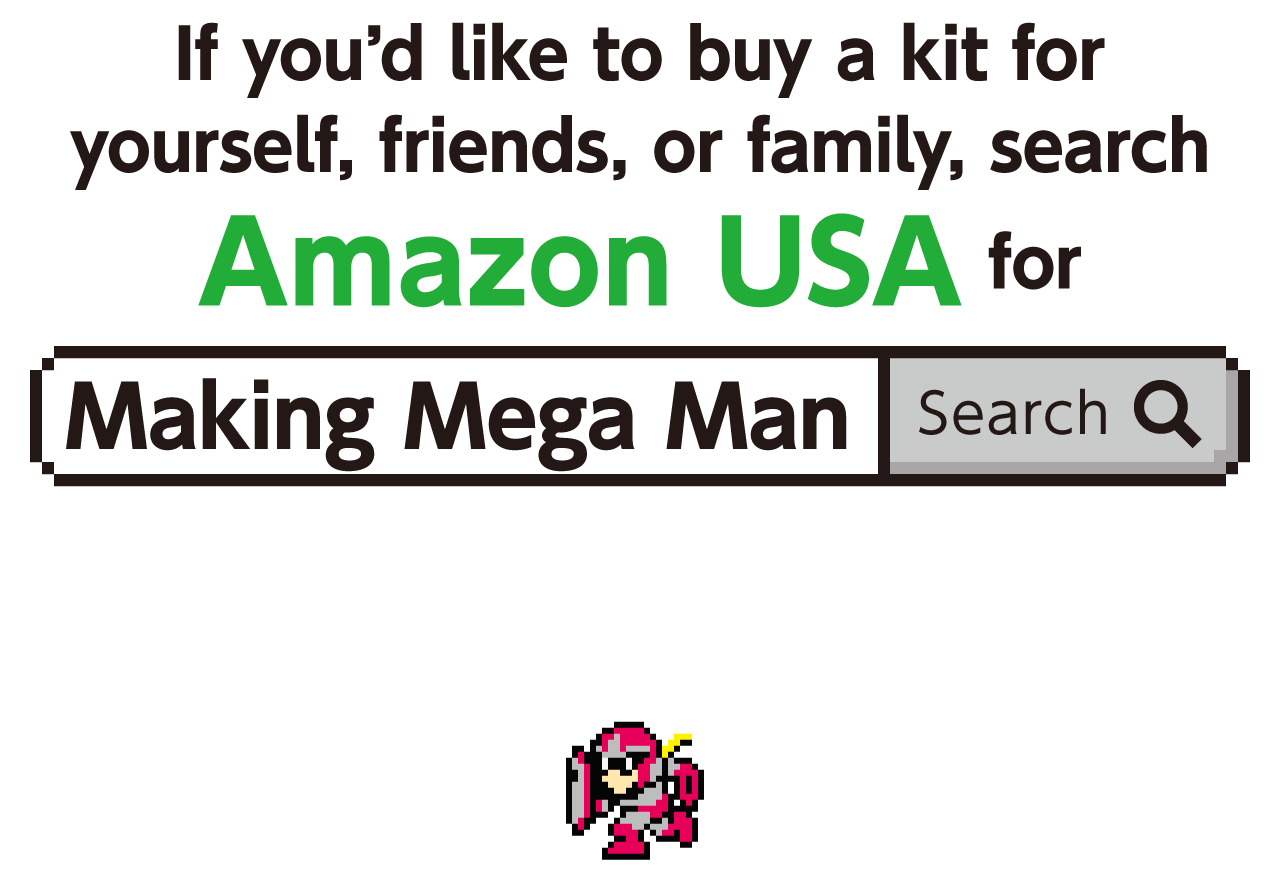 If you’d like to buy a kit for
yourself, friends, or family, search
Amazon USA for
Making Mega Man Search